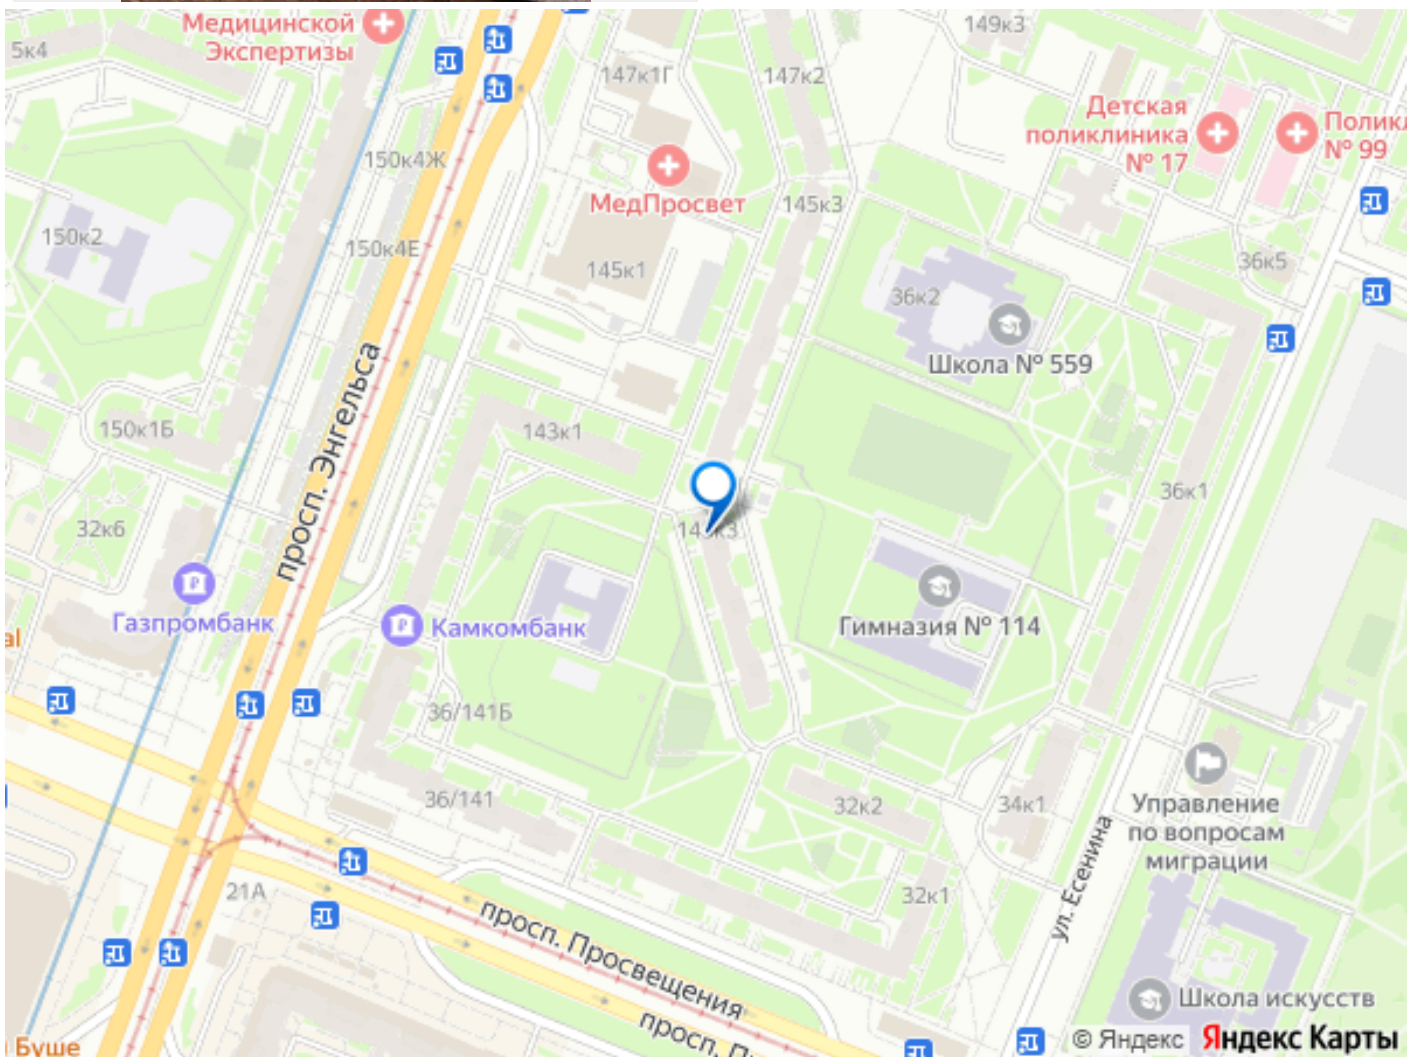 Медицинской
Экспертизы
5к4
149к3
147к1Г
147к2
Детская
поликлиника
№ 17
№ 99
150к4Ж
МедПросвет
145к3
150к2
150к4Е
145к1
36к5
36к2
Школа № 559
просп. Энгельса
150к1Б
143к1
36к1
32к6
Газпромбанк
Камкомбанк
Гимназия № 114
al
36/141Б
36/141
32к2
34к1
Управление
по вопросам
миграции
21А
32к1
ул. Есенина
просп. Просвещения
просп. П
Школа искусств
Буше
© Яндекс Яндекс Карты